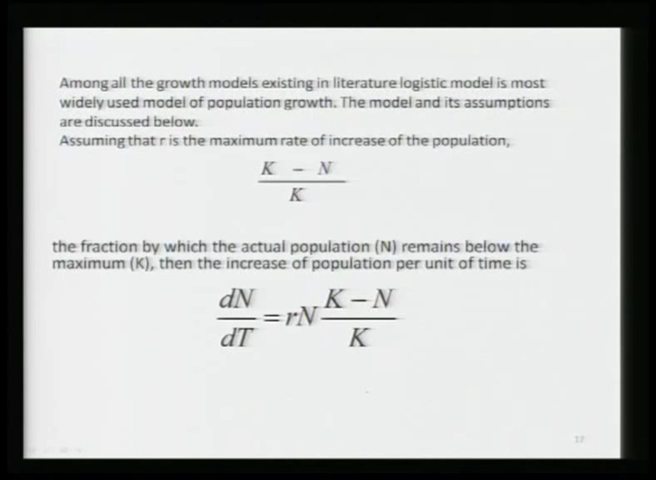 Among all the growth models existing in literature logistic model is most
widely used model of population growth. The model and its assumptions
are discussed below.
Assuming that r is the maximum rate of increase of the population,
K - N
K
the fraction by which the actual population (N) remains below the
maximum (K), then the increase of population per unit of time is
dN/dT = rN (K-N)/K